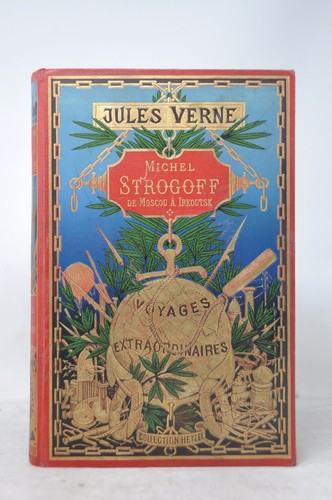 JULES VERNE
MICHEL
STROGOFF
DE MOSCOU À IRKOUTSK
VOYAGES
EXTRAORDINAIRES
COLLECTION HETZEL